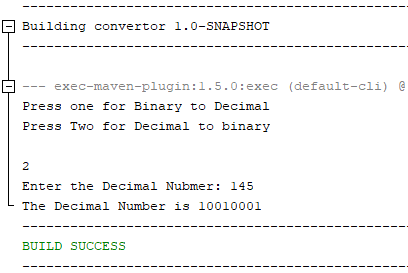 Building convertor 1.0-SNAPSHOT
--- exec-maven-plugin:1.5.0:exec (default-cli) @
Press one for Binary to Decimal
Press Two for Decimal to binary
2
Enter the Decimal Nubmer: 145
The Decimal Number is 10010001
BUILD SUCCESS